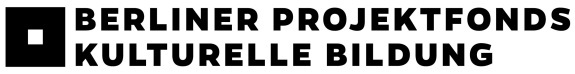 BERLINER PROJEKTFONDS
KULTURELLE BILDUNG